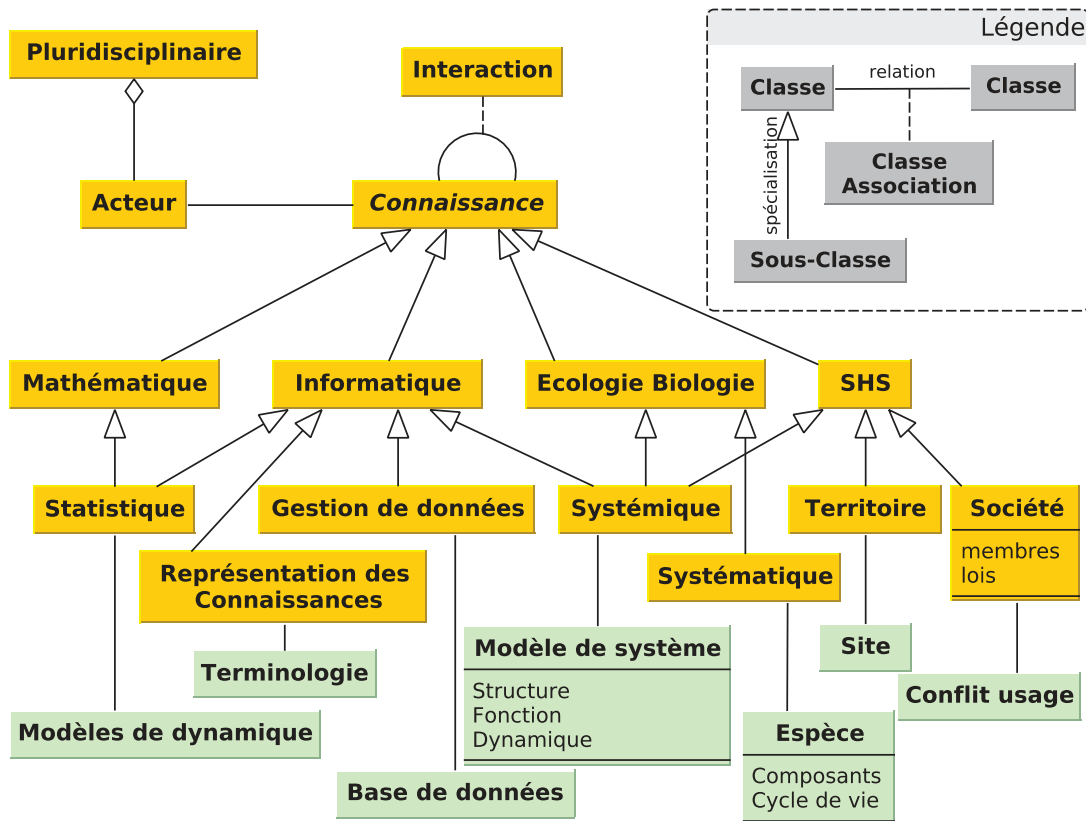 Pluridisciplinaire
Interaction
Légende
Classe
relation
Classe
spécialisation
Classe
Association
Sous-Classe
Acteur
Connaissance
Mathématique
Informatique
Ecologie Biologie
SHS
Statistique
Gestion de données
Systémique
Territoire
Société
membres
lois
Représentation des
Connaissances
Systématique
Terminologie
Modèle de système
Structure
Fonction
Dynamique
Site
Conflit usage
Modèles de dynamique
Espèce
Composants
Cycle de vie
Base de données